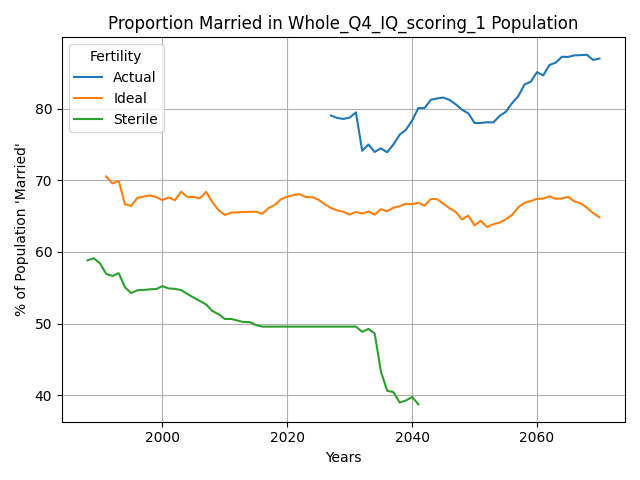 Proportion Married in Whole_Q4_IQ_scoring_1 Population
Fertility
Actual
Ideal
Sterile
% of Population 'Married'
80
70
60
50
40
2000
2020
2040
2060
Years